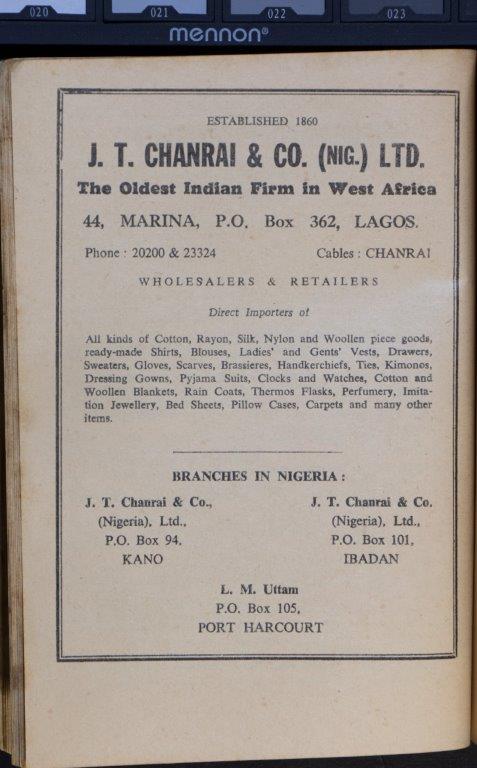 020 021 022 023
mennon®
ESTABLISHED 1860
J. T. CHANRAI & CO. (NIG.) LTD.
The Oldest Indian Firm in West Africa
44, MARINA, P.O. Box 362, LAGOS.
Phone : 20200 & 23324 Cables : CHANRAI
WHOLESALERS & RETAILERS
Direct Importers of
All kinds of Cotton, Rayon, Silk, Nylon and Woollen piece goods,
ready-made Shirts, Blouses, Ladies' and Gents' Vests, Drawers,
Sweaters, Gloves, Scarves, Brassieres, Handkerchiefs, Ties, Kimonos,
Dressing Gowns, Pyjama Suits, Clocks and Watches, Cotton and
Woollen Blankets, Rain Coats, Thermos Flasks, Perfumery, Imita-
tion Jewellery, Bed Sheets, Pillow Cases, Carpets and many other
items.
BRANCHES IN NIGERIA :
J. T. Chanrai & Co.,
(Nigeria), Ltd.,
P.O. Box 94,
KANO
J. T. Chanrai & Co.
(Nigeria), Ltd.,
P.O. Box 101,
IBADAN
L. M. Uttam
P.O. Box 105,
PORT HARCOURT